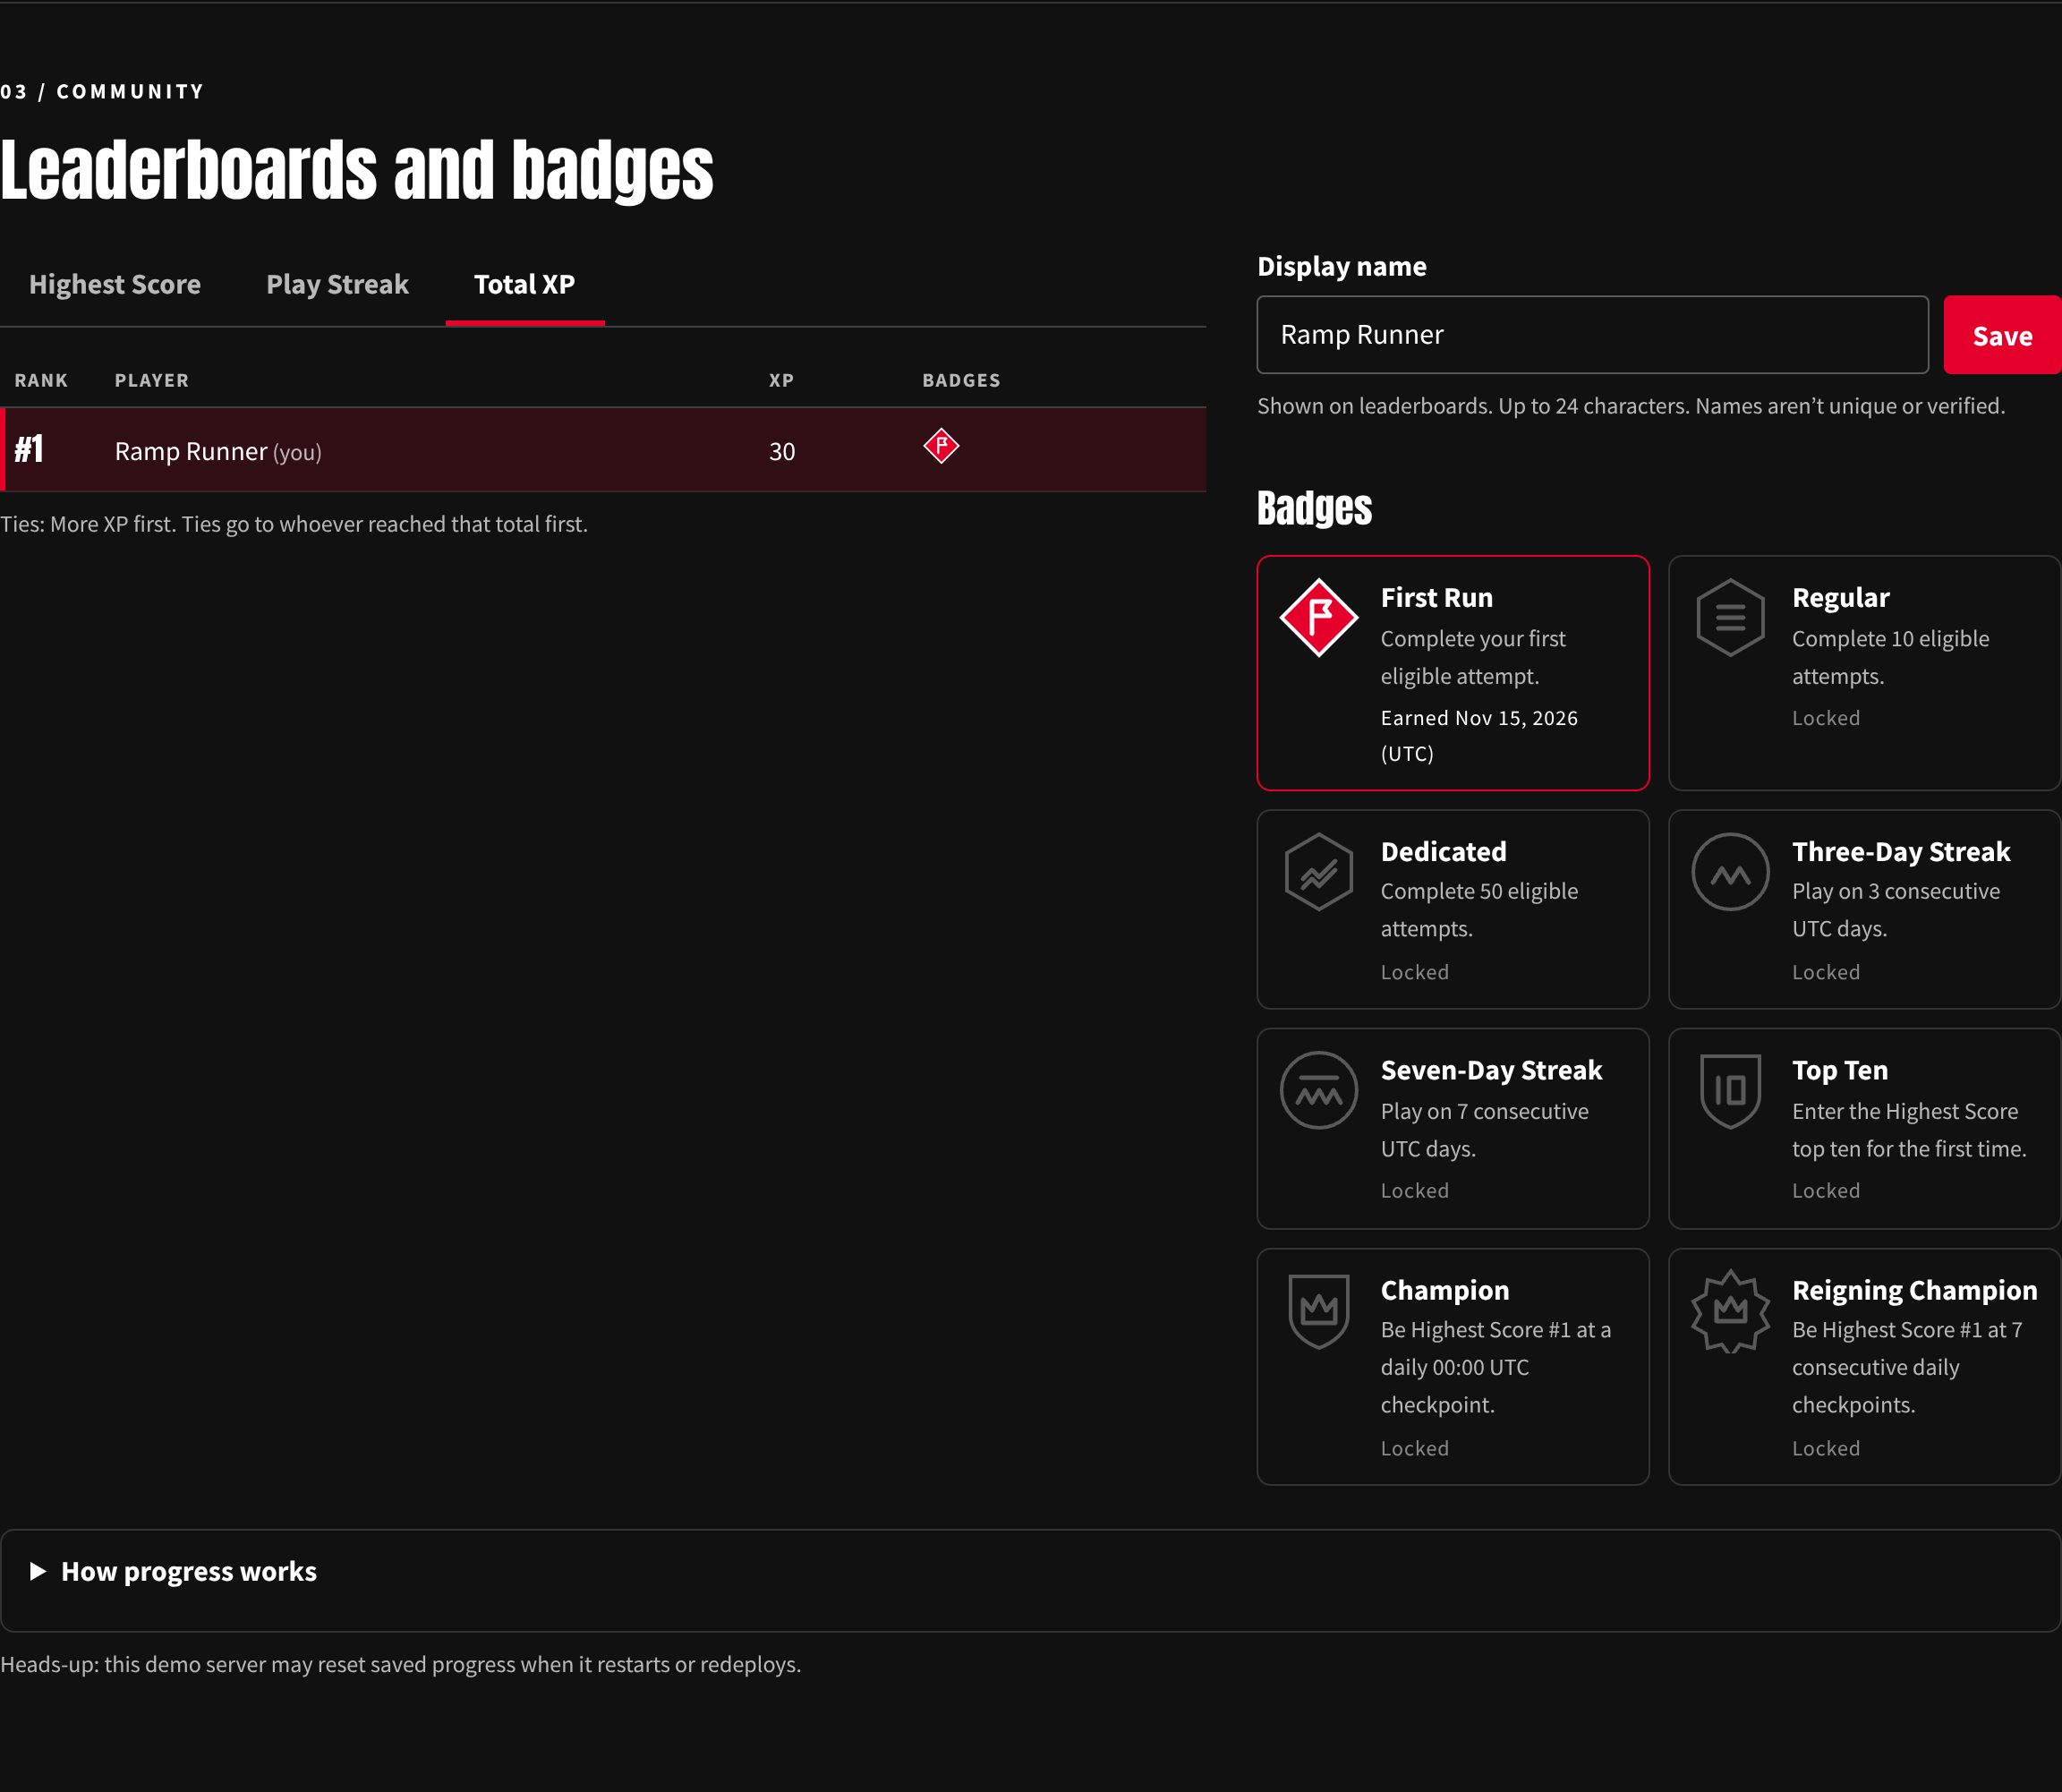 03 / COMMUNITY
Leaderboards and badges
Highest Score Play Streak Total XP
RANK PLAYER XP BADGES
#1 Ramp Runner (you) 30
Ties: More XP first. Ties go to whoever reached that total first.
Display name
Ramp Runner
Save
Shown on leaderboards. Up to 24 characters. Names aren’t unique or verified.
Badges
First Run
Complete your first
eligible attempt.
Earned Nov 15, 2026
(UTC)
Regular
Complete 10 eligible
attempts.
Locked
Dedicated
Complete 50 eligible
attempts.
Locked
Three-Day Streak
Play on 3 consecutive
UTC days.
Locked
Seven-Day Streak
Play on 7 consecutive
UTC days.
Locked
10
Top Ten
Enter the Highest Score
top ten for the first time.
Locked
Champion
Be Highest Score #1 at a
daily 00:00 UTC
checkpoint.
Locked
Reigning Champion
Be Highest Score #1 at 7
consecutive daily
checkpoints.
Locked
How progress works
Heads-up: this demo server may reset saved progress when it restarts or redeploys.